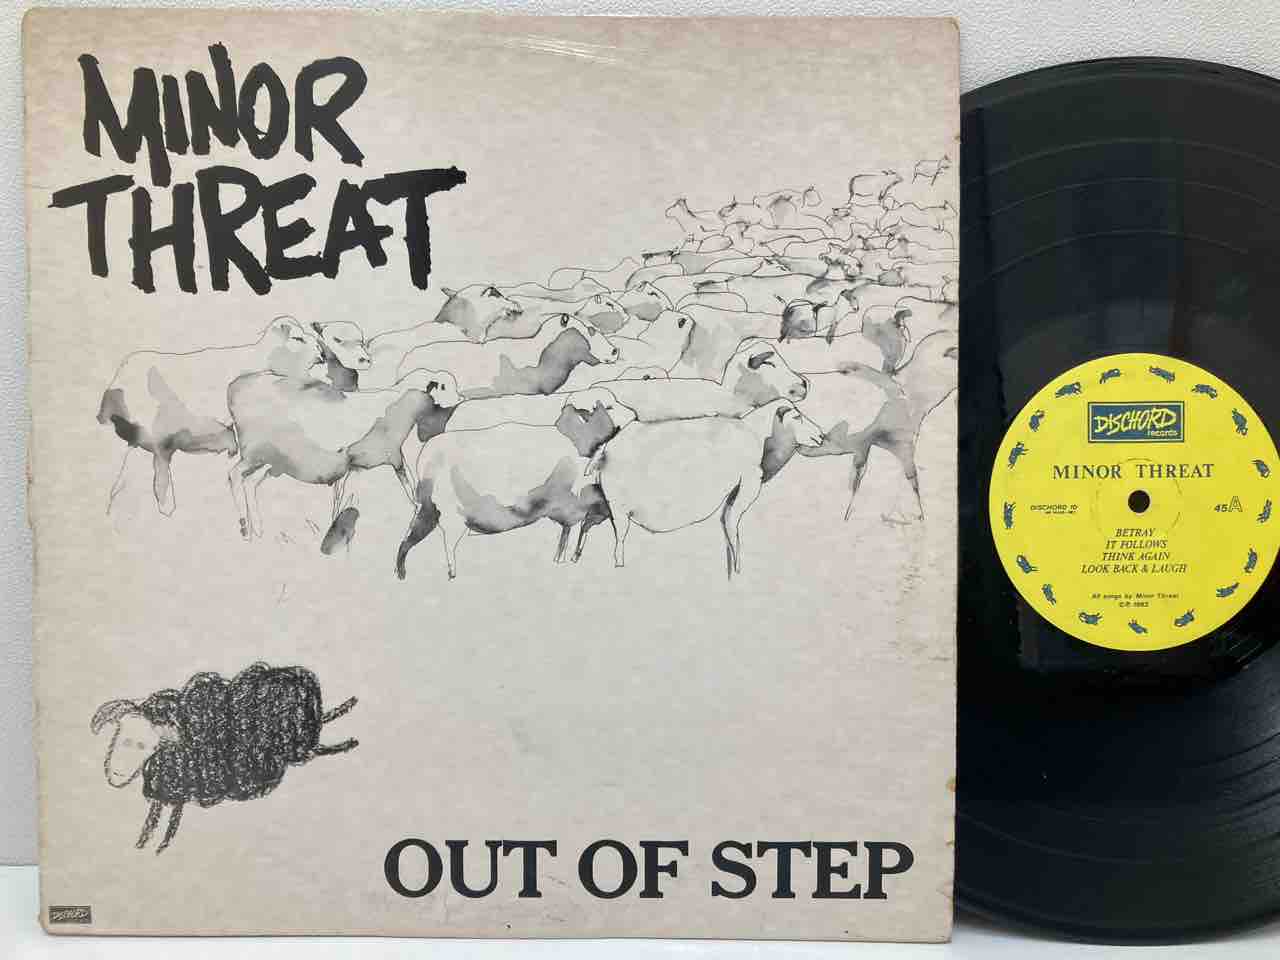 MINOR
THREAT
OUT OF STEP
DISCHORD
DISCHORD
records
MINOR THREAT
DISCHORD 10
45A
BETRAY
IT FOLLOWS
THINK AGAIN
LOOK BACK & LAUGH
All songs by Minor Threat